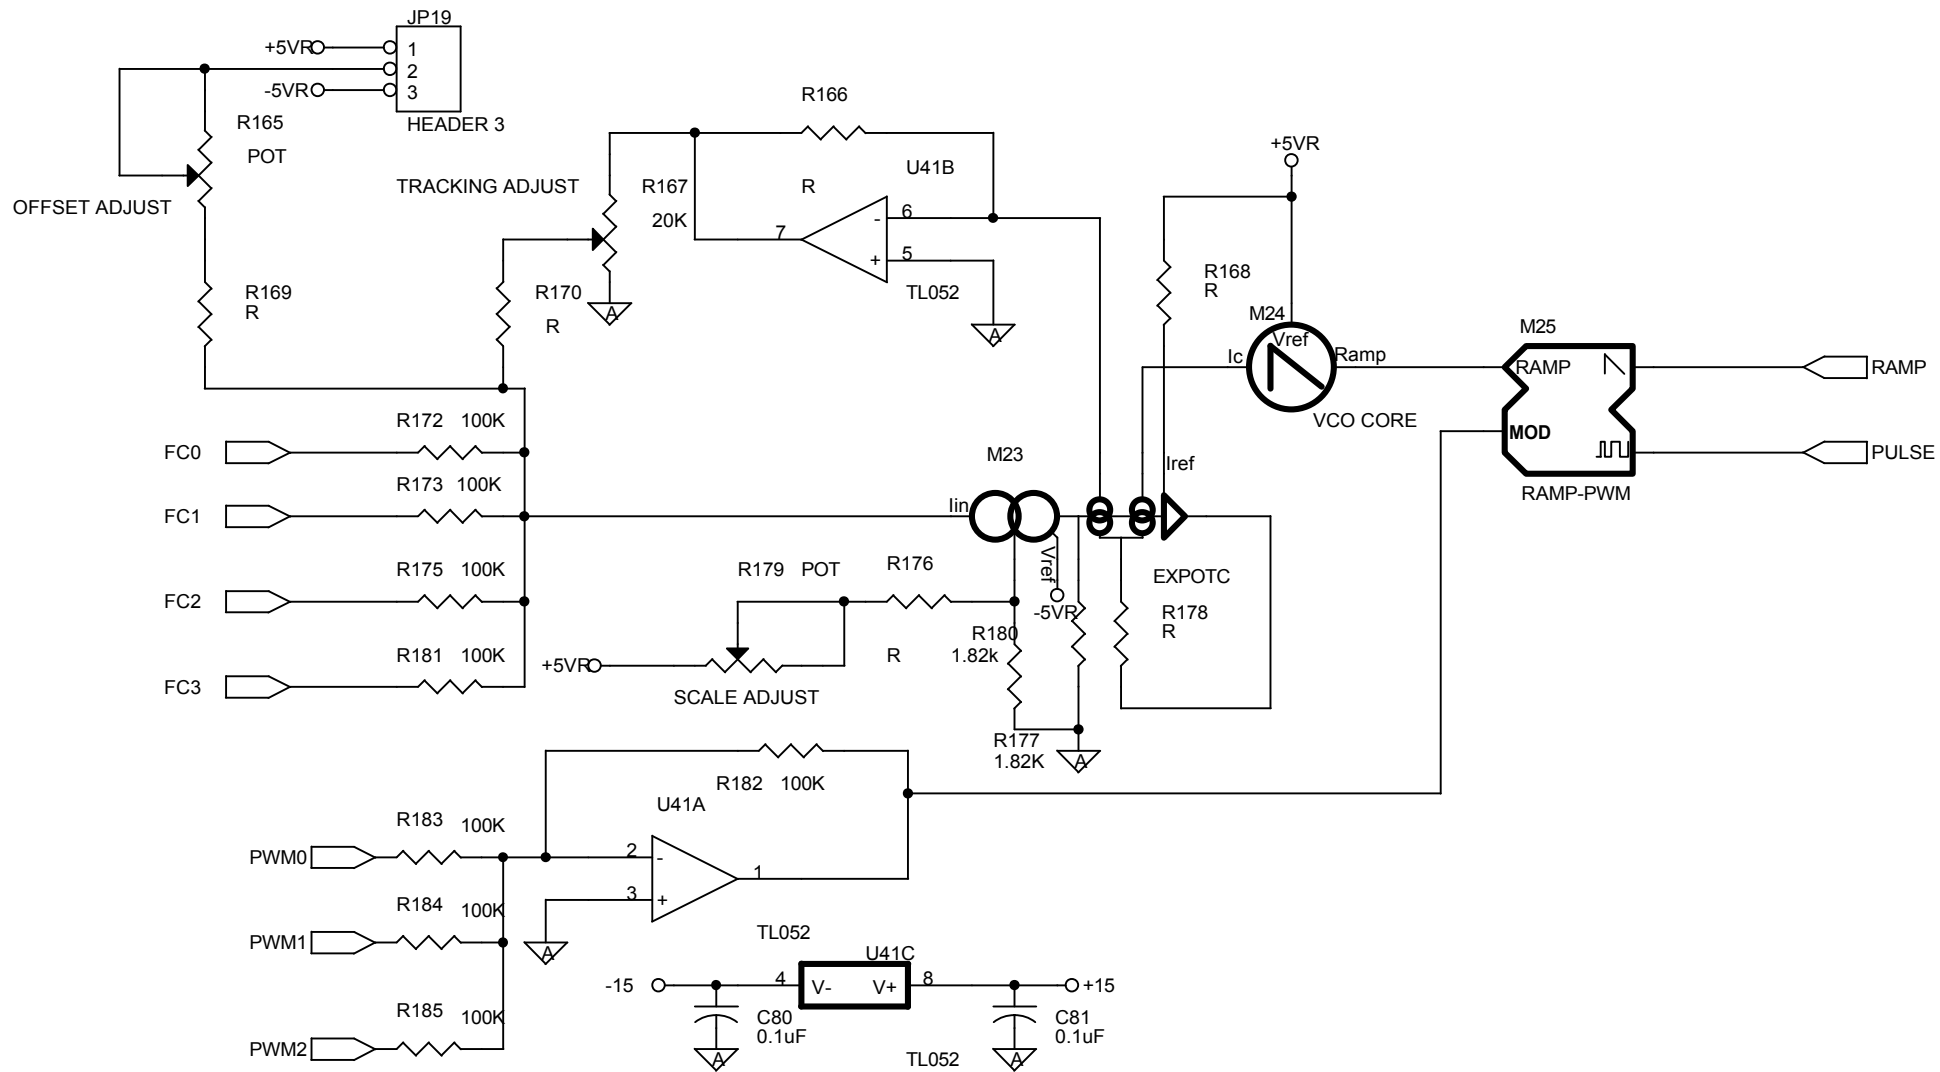 JP19
+5VR 1
2
-5VR 3
HEADER 3
R165
POT
OFFSET ADJUST
R169
R
TRACKING ADJUST
R167
20K
R170
R
A
R166
R
U41B
6
-
7
5
+
TL052
A
+5VR
R168
R
M24
Vref
Ic
Ramp
VCO CORE
M25
RAMP
MOD
RAMP-PWM
RAMP
PULSE
FC0
R172 100K
FC1
R173 100K
FC2
R175 100K
FC3
R181 100K
M23
Iin
Vref
-5VR
Iref
EXPOTC
R178
R
R179 POT
R176
R
+5VR
SCALE ADJUST
R180
1.82k
R177
1.82K
A
R182 100K
U41A
2
-
3
+
1
TL052
A
PWM0
R183 100K
PWM1
R184 100K
PWM2
R185 100K
U41C
-15
4
V- V+
8
+15
C80
0.1uF
A
C81
0.1uF
A
TL052